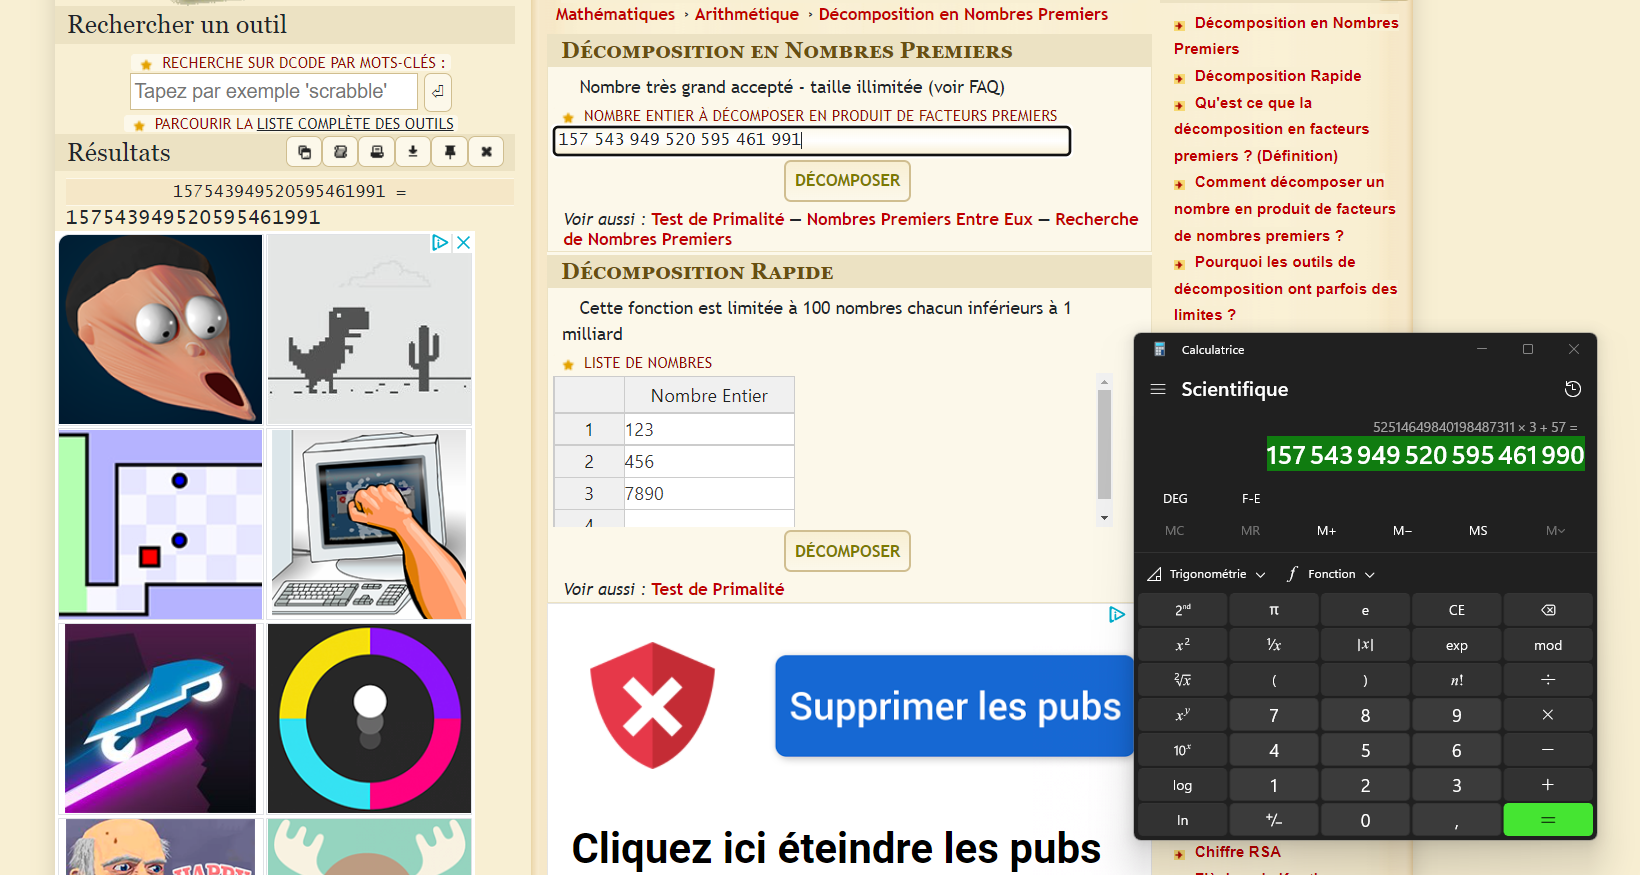 Rechercher un outil
RECHERCHE SUR DCODE PAR MOTS-CLÉS :
Tapez par exemple 'scrabble'
PARCOURIR LA LISTE COMPLÈTE DES OUTILS
Résultats
157543949520595461991 =
157543949520595461991
Mathématiques › Arithmétique › Décomposition en Nombres Premiers
Décomposition en Nombres Premiers
Nombre très grand accepté - taille illimitée (voir FAQ)
NOMBRE ENTIER À DÉCOMPOSER EN PRODUIT DE FACTEURS PREMIERS
157 543 949 520 595 461 991
DÉCOMPOSER
Voir aussi : Test de Primalité — Nombres Premiers Entre Eux — Recherche
de Nombres Premiers
Décomposition Rapide
Cette fonction est limitée à 100 nombres chacun inférieurs à 1
milliard
LISTE DE NOMBRES
Nombre Entier
1 123
2 456
3 7890
4
DÉCOMPOSER
Voir aussi : Test de Primalité
Supprimer les pubs
Cliquez ici éteindre les pubs
Décomposition en Nombres
Premiers
Décomposition Rapide
Qu'est ce que la
décomposition en facteurs
premiers ? (Définition)
Comment décomposer un
nombre en produit de facteurs
de nombres premiers ?
Pourquoi les outils de
décomposition ont parfois des
limites ?
Calculatrice
Scientifique
52514649840198487311 × 3 + 57 =
157 543 949 520 595 461 990
DEG F-E
MC MR M+ M− MS M
Trigonométrie Fonction
2ⁿᵈ π e CE
x² ¹⁄x |x| exp mod
²√x ( ) n! ÷
xʸ 7 8 9 ×
10ˣ 4 5 6 −
log 1 2 3 +
ln +/− 0 , =
Chiffre RSA
HAPPY